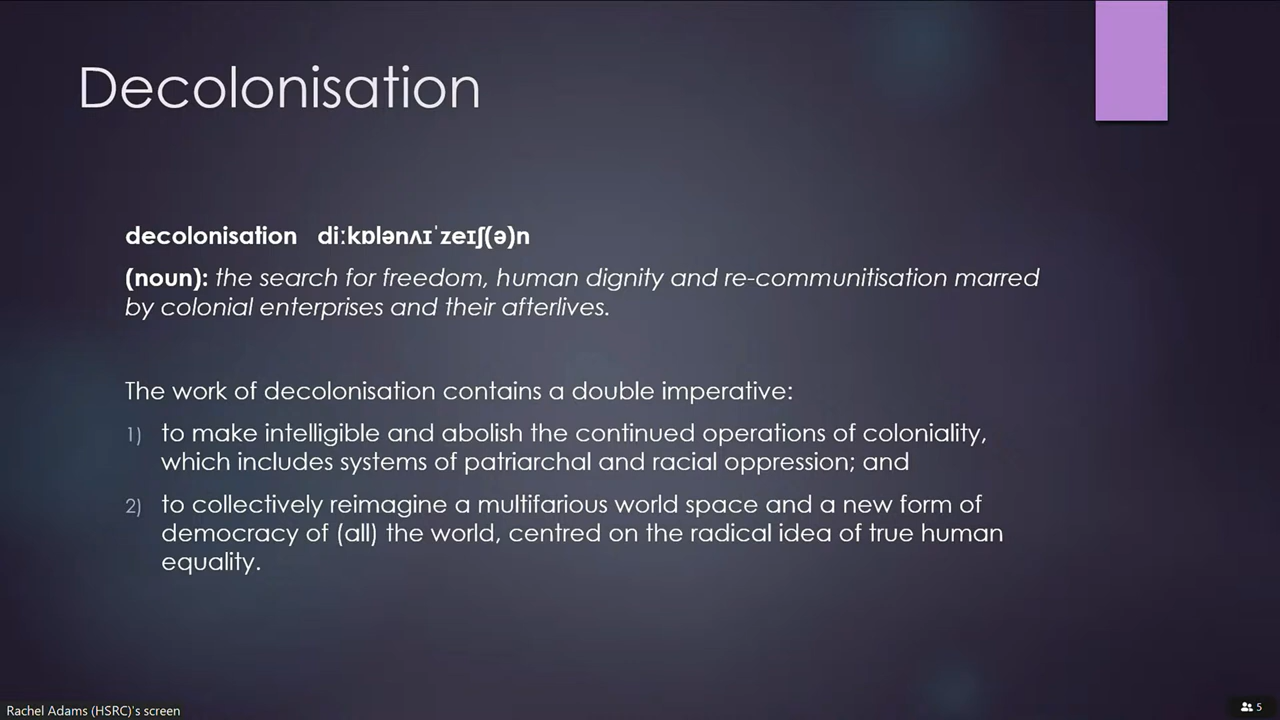 Decolonisation
decolonisation diːkɒlənʌɪˈzeɪʃ(ə)n
(noun): the search for freedom, human dignity and re-communitisation marred
by colonial enterprises and their afterlives.
The work of decolonisation contains a double imperative:
1) to make intelligible and abolish the continued operations of coloniality,
which includes systems of patriarchal and racial oppression; and
2) to collectively reimagine a multifarious world space and a new form of
democracy of (all) the world, centred on the radical idea of true human
equality.
Rachel Adams (HSRC)'s screen
5